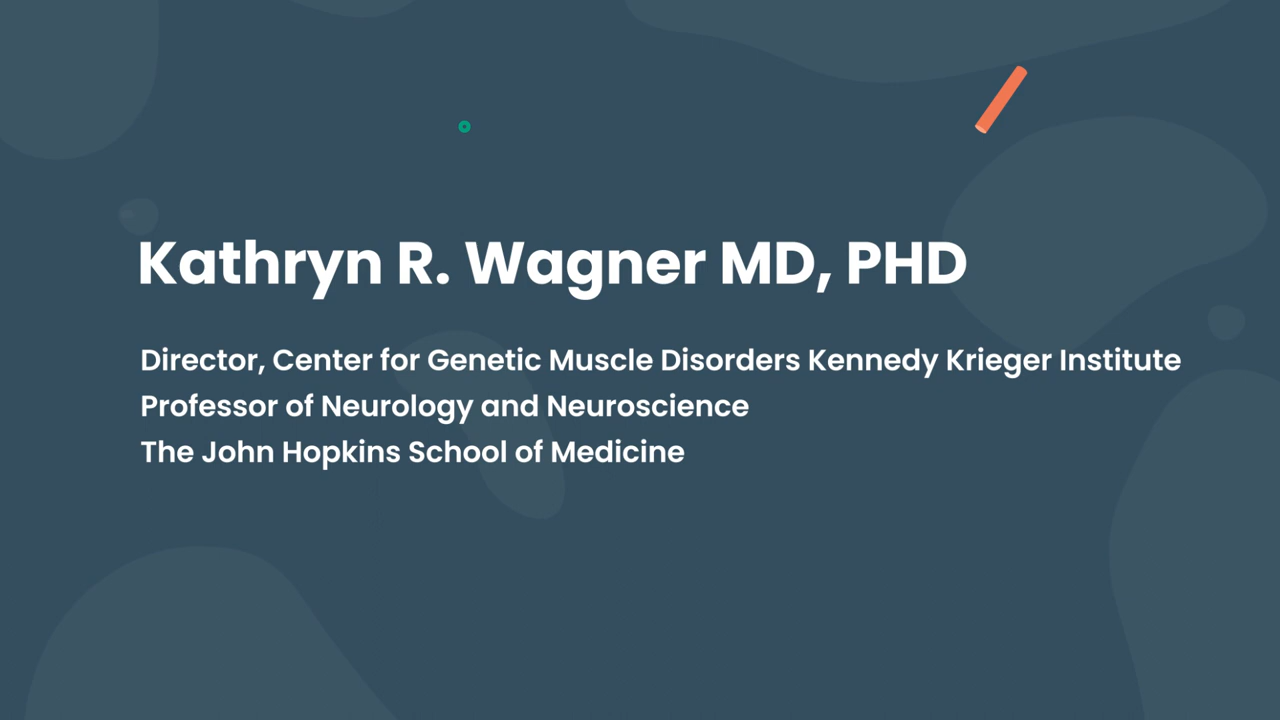 Kathryn R. Wagner MD, PHD
Director, Center for Genetic Muscle Disorders Kennedy Krieger Institute
Professor of Neurology and Neuroscience
The John Hopkins School of Medicine